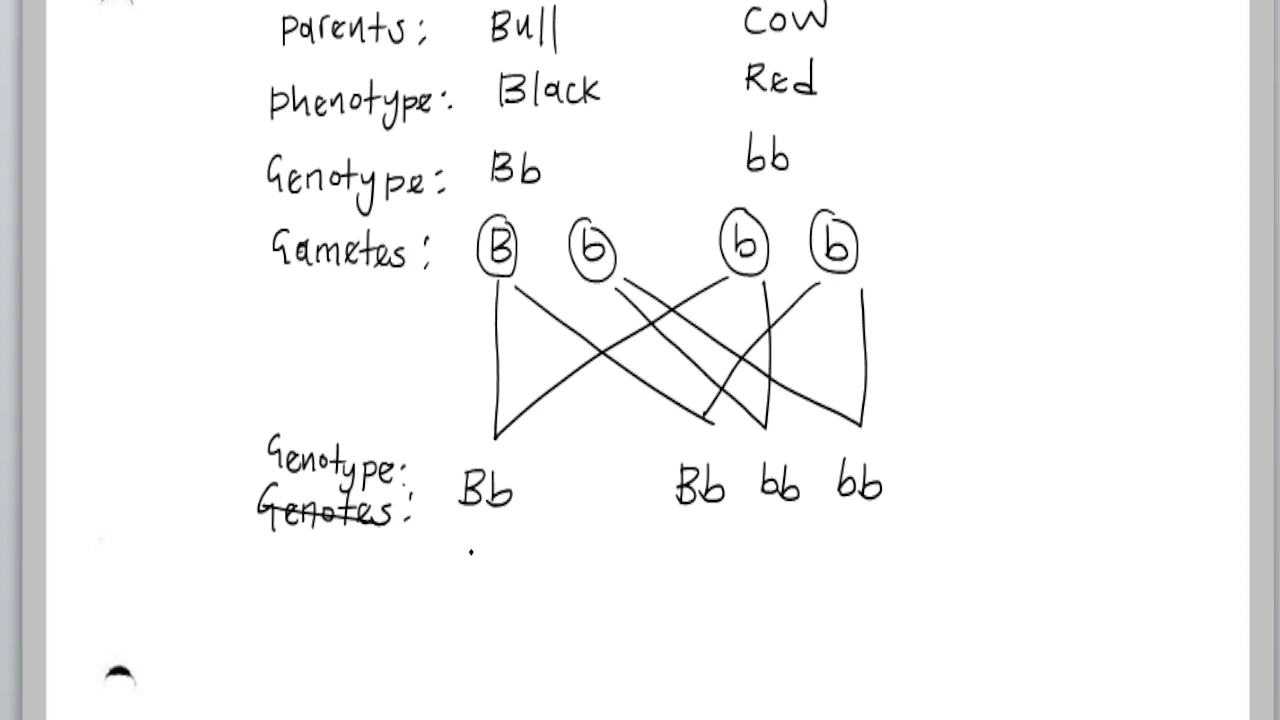 Parents: Bull Cow
Phenotype: Black Red
Genotype: Bb bb
Gametes: B b b b
Genotype:
Genotes: Bb Bb bb bb